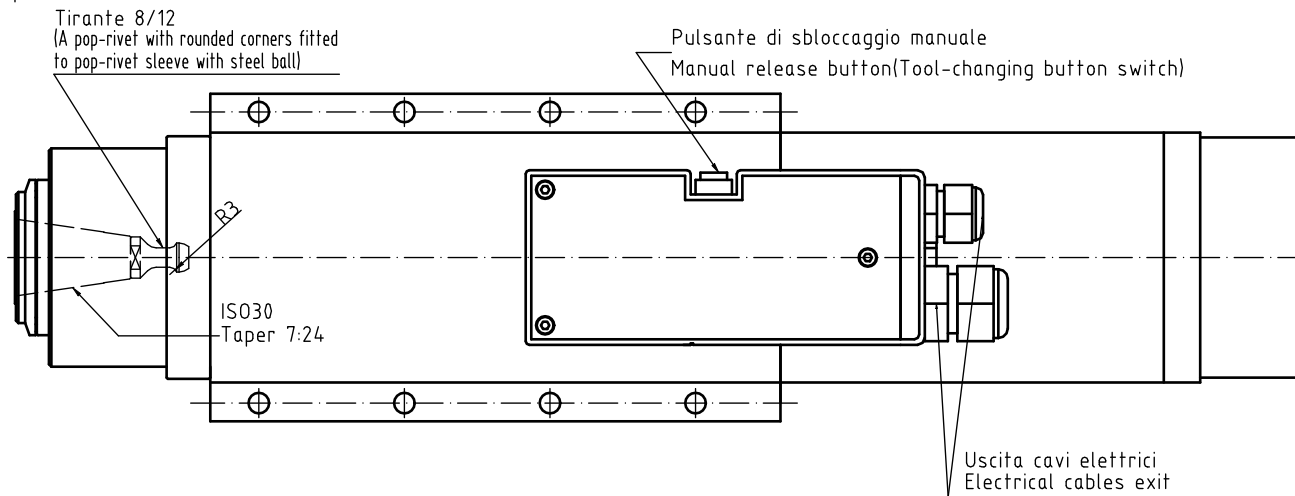 Tirante 8/12
(A pop-rivet with rounded corners fitted
to pop-rivet sleeve with steel ball)
Pulsante di sbloccaggio manuale
Manual release button(Tool-changing button switch)
R3
ISO30
Taper 7:24
Uscita cavi elettrici
Electrical cables exit